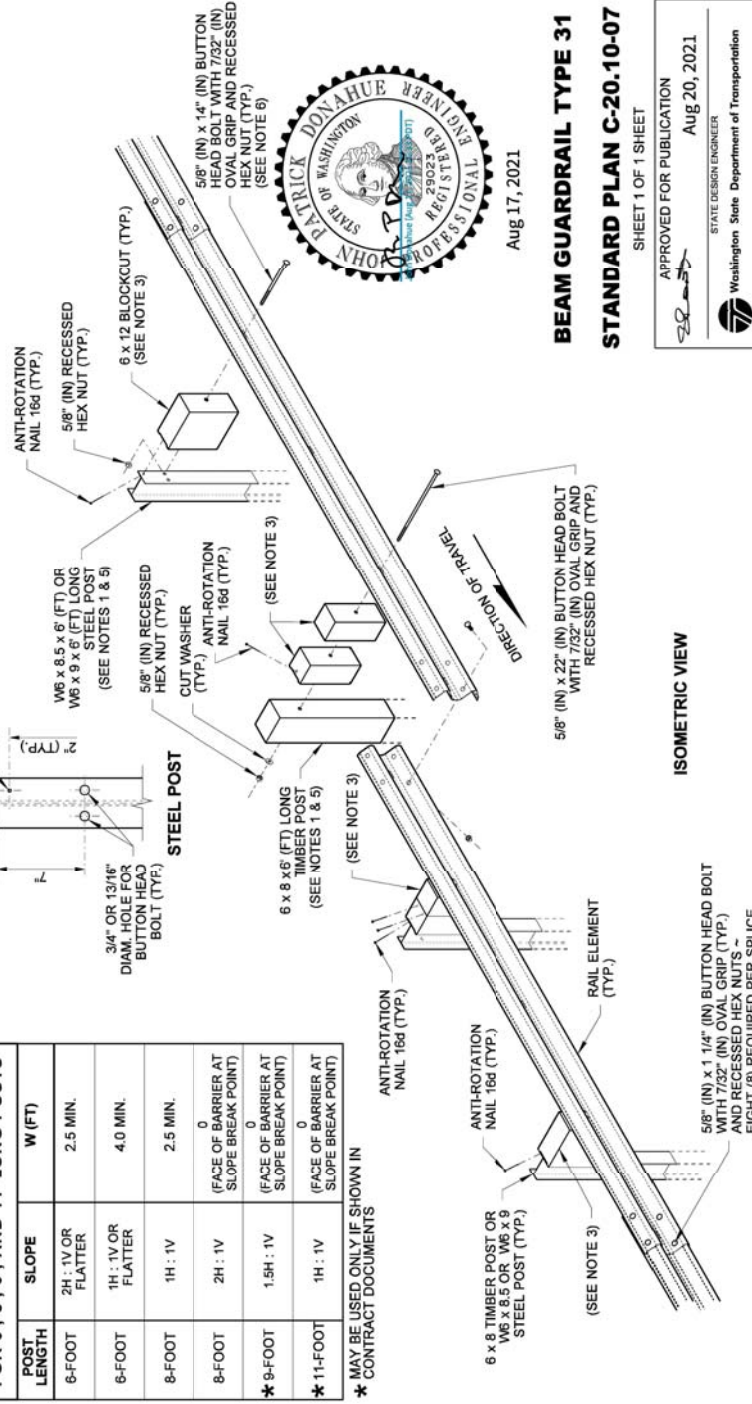 POST LENGTH
SLOPE
W (FT)
6-FOOT
2H : 1V OR
FLATTER
2.5 MIN.
6-FOOT
1H : 1V OR
FLATTER
4.0 MIN.
8-FOOT
1H : 1V
2.5 MIN.
8-FOOT
2H : 1V
0
(FACE OF BARRIER AT
SLOPE BREAK POINT)
* 9-FOOT
1.5H : 1V
0
(FACE OF BARRIER AT
SLOPE BREAK POINT)
* 11-FOOT
1H : 1V
0
(FACE OF BARRIER AT
SLOPE BREAK POINT)
* MAY BE USED ONLY IF SHOWN IN
CONTRACT DOCUMENTS
7"
2" (TYP.)
3/4" OR 13/16"
DIAM. HOLE FOR
BUTTON HEAD
BOLT (TYP.)
STEEL POST
W6 x 8.5 x 6' (FT) OR
W6 x 9 x 6' (FT) LONG
STEEL POST
(SEE NOTES 1 & 5)
ANTI-ROTATION
NAIL 16d (TYP.)
5/8" (IN) RECESSED
HEX NUT (TYP.)
6 x 12 BLOCKCUT (TYP.)
(SEE NOTE 3)
5/8" (IN) x 14" (IN) BUTTON
HEAD BOLT WITH 7/32" (IN)
OVAL GRIP AND RECESSED
HEX NUT (TYP.)
(SEE NOTE 6)
5/8" (IN) RECESSED
HEX NUT (TYP.)
CUT WASHER
(TYP.)
ANTI-ROTATION
NAIL 16d (TYP.)
(SEE NOTE 3)
6 x 8 x6' (FT) LONG
TIMBER POST
(SEE NOTES 1 & 5)
(SEE NOTE 3)
ANTI-ROTATION
NAIL 16d (TYP.)
ANTI-ROTATION
NAIL 16d (TYP.)
6 x 8 TIMBER POST OR
W6 x 8.5 OR W6 x 9
STEEL POST (TYP.)
(SEE NOTE 3)
RAIL ELEMENT
(TYP.)
DIRECTION OF TRAVEL
5/8" (IN) x 22" (IN) BUTTON HEAD BOLT
WITH 7/32" (IN) OVAL GRIP AND
RECESSED HEX NUT (TYP.)
5/8" (IN) x 1 1/4" (IN) BUTTON HEAD BOLT
WITH 7/32" (IN) OVAL GRIP (TYP.)
AND RECESSED HEX NUTS ~
EIGHT (8) REQUIRED PER SPLICE
ISOMETRIC VIEW
JOHN PATRICK DONAHUE
STATE OF WASHINGTON
29023
REGISTERED
PROFESSIONAL ENGINEER
Aug 17, 2021
BEAM GUARDRAIL TYPE 31
STANDARD PLAN C-20.10-07
SHEET 1 OF 1 SHEET
APPROVED FOR PUBLICATION
Aug 20, 2021
STATE DESIGN ENGINEER
Washington State Department of Transportation